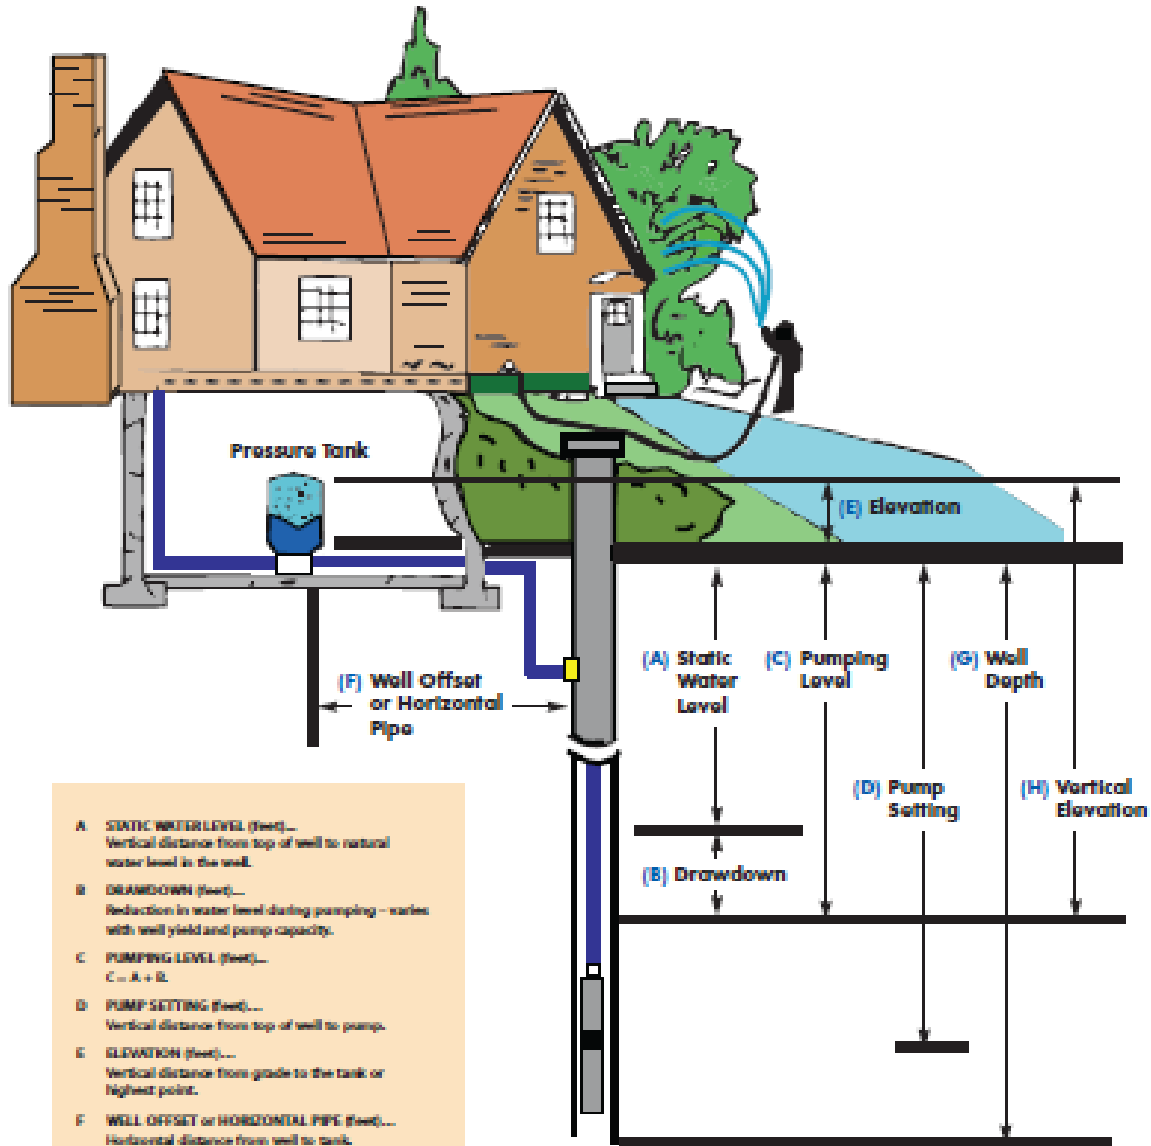 Pressure Tank
(E) Elevation
(A) Static
Water
Level
(C) Pumping
Level
(G) Well
Depth
(F) Well Offset
or Horizontal
Pipe
(D) Pump
Setting
(H) Vertical
Elevation
(B) Drawdown
A STATIC WATER LEVEL (feet)...
Vertical distance from top of well to natural
water level in the well.
B DRAWDOWN (feet)...
Reduction in water level during pumping – varies
with well yield and pump capacity.
C PUMPING LEVEL (feet)...
C = A + B.
D PUMP SETTING (feet)....
Vertical distance from top of well to pump.
E ELEVATION (feet)....
Vertical distance from grade to the tank or
highest point.
F WELL OFFSET or HORIZONTAL PIPE (feet)....
Horizontal distance from well to tank.